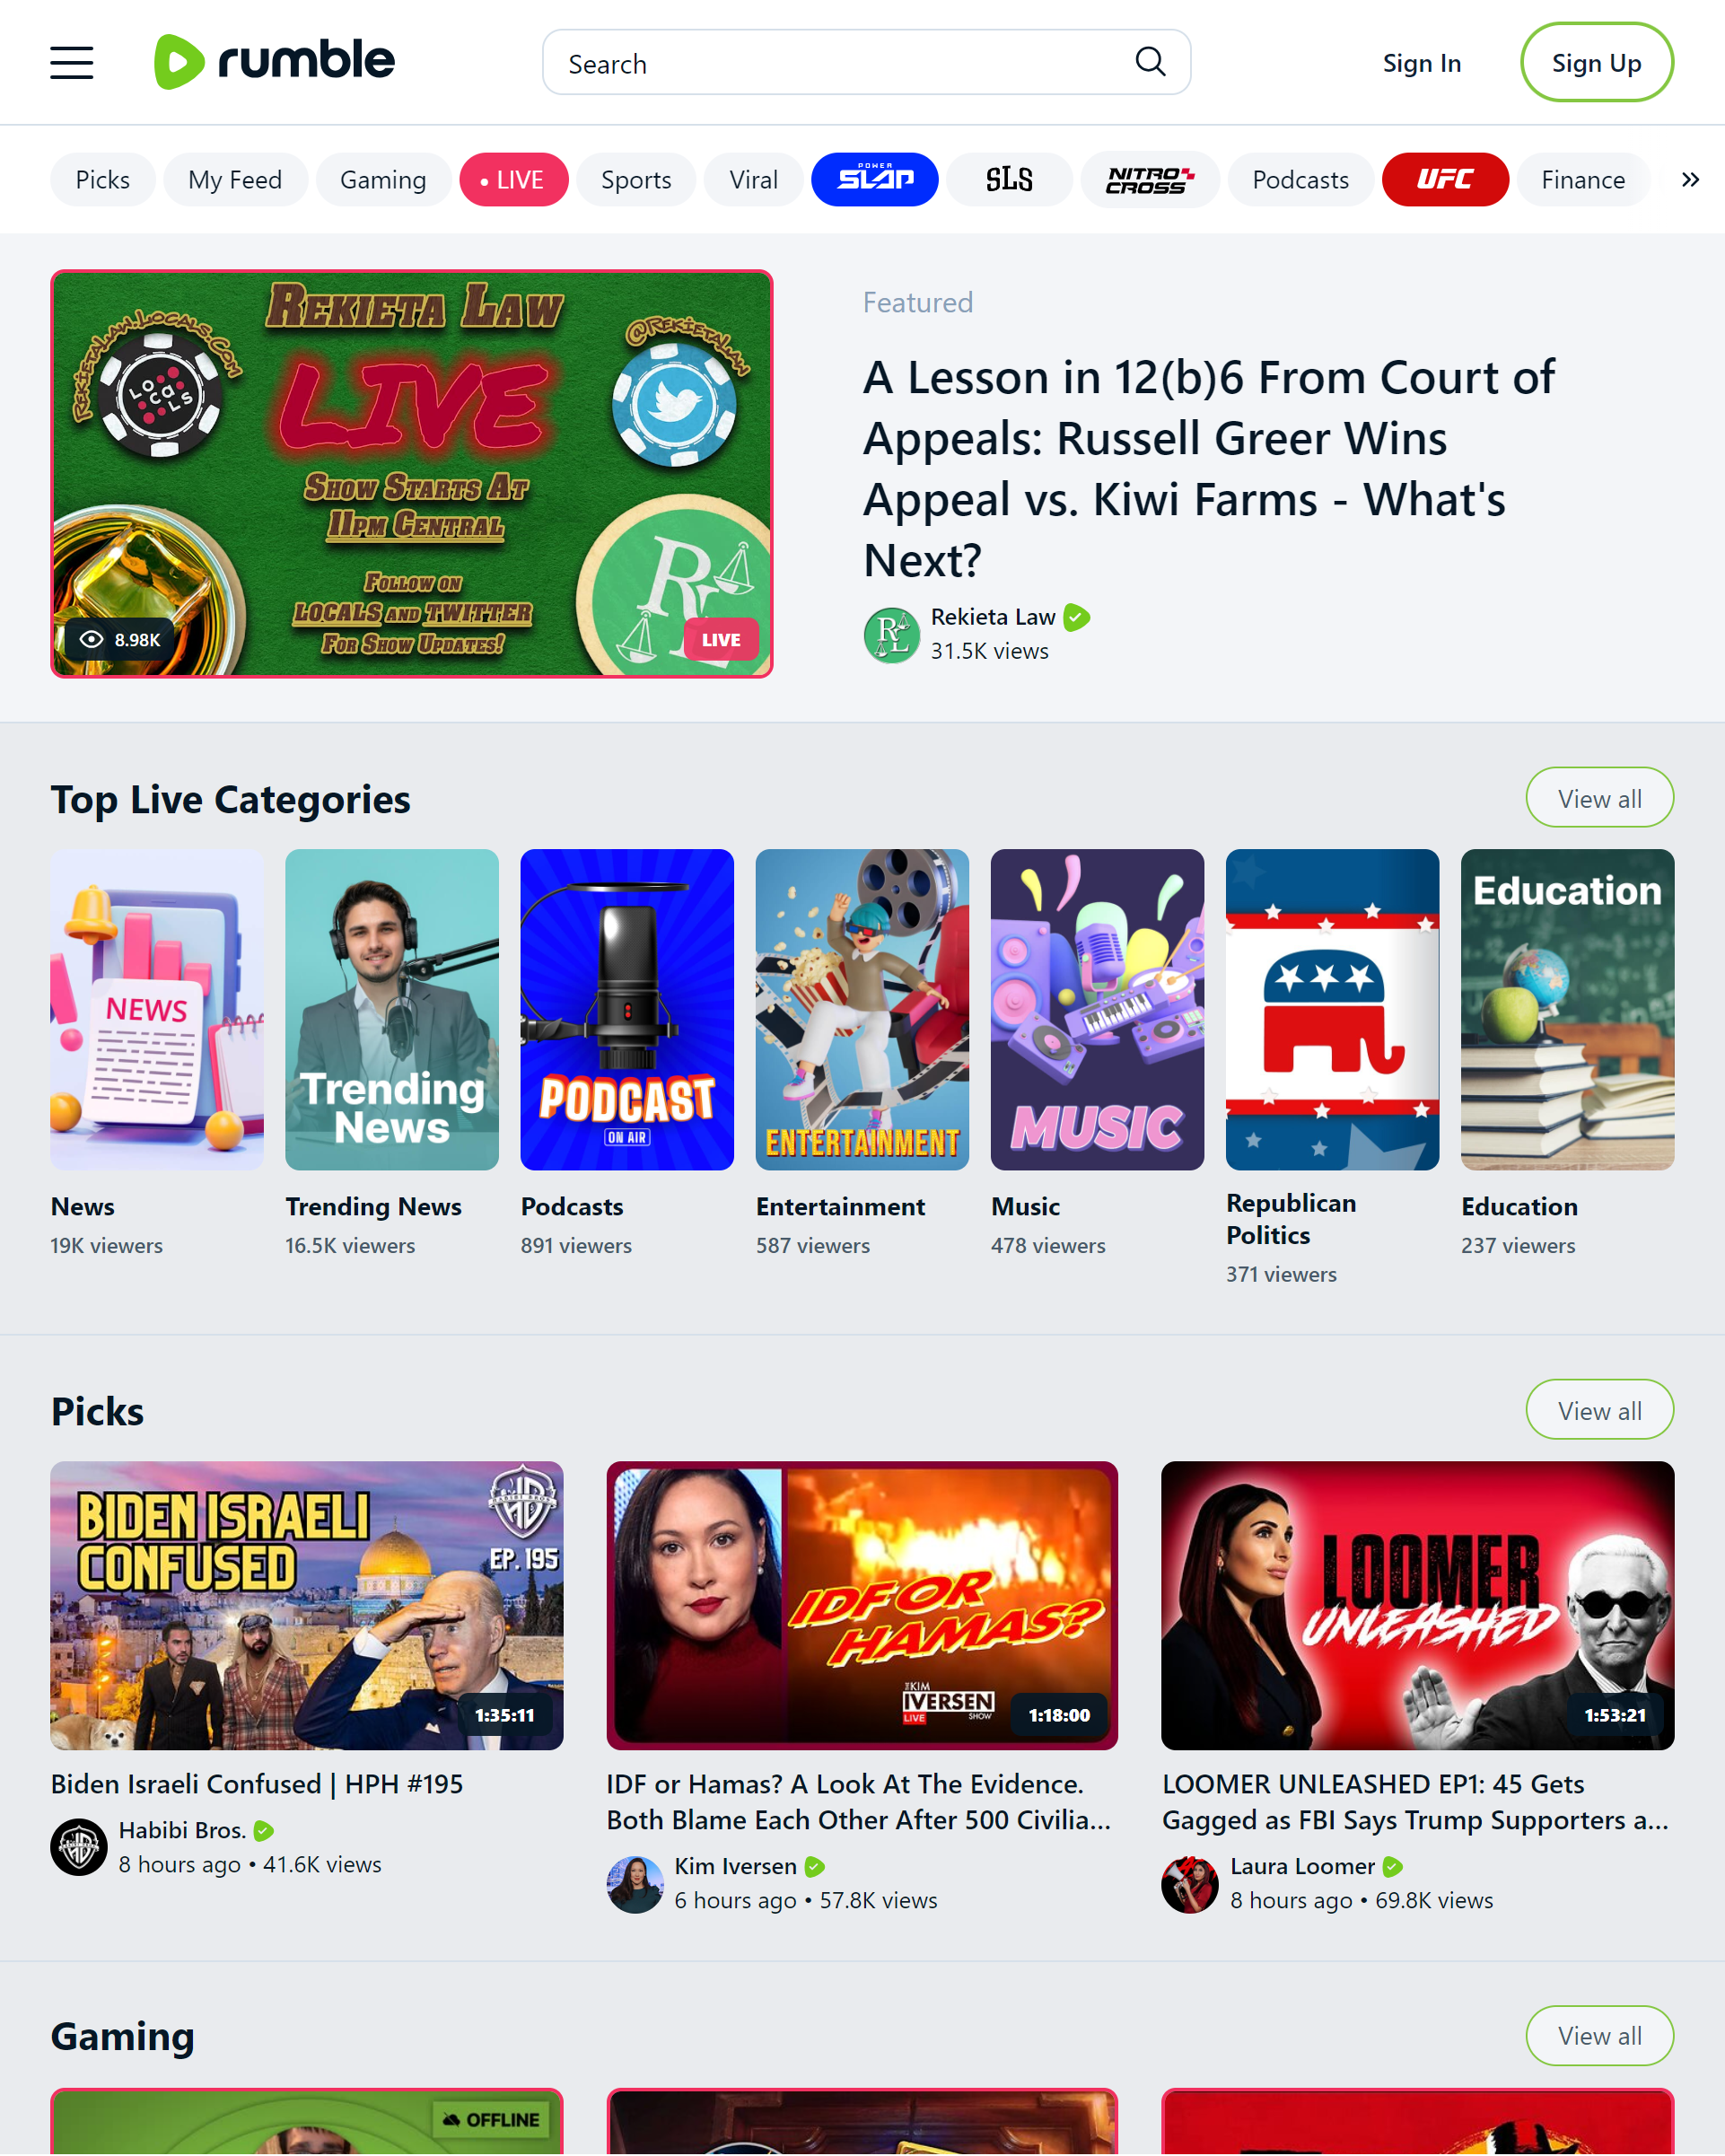 rumble
Search
Sign In
Sign Up
Picks
My Feed
Gaming
• LIVE
Sports
Viral
POWER
SLAP
SLS
NITRO
CROSS
Podcasts
UFC
Finance
REKIETA LAW
REKIETALAW.LOCALS.COM
@REKIETALAW
LOCALS
LIVE
SHOW STARTS AT
11PM CENTRAL
FOLLOW ON
LOCALS AND TWITTER
FOR SHOW UPDATES!
8.98K
LIVE
Featured
A Lesson in 12(b)6 From Court of
Appeals: Russell Greer Wins
Appeal vs. Kiwi Farms - What's
Next?
Rekieta Law
31.5K views
Top Live Categories
View all
NEWS
Trending
News
PODCAST
ON AIR
ENTERTAINMENT
MUSIC
Education
News
19K viewers
Trending News
16.5K viewers
Podcasts
891 viewers
Entertainment
587 viewers
Music
478 viewers
Republican
Politics
371 viewers
Education
237 viewers
Picks
View all
BIDEN ISRAELI
CONFUSED
HABIBI BROS
EP. 195
1:35:11
IDF OR
HAMAS?
THE KIM
IVERSEN
LIVE SHOW
1:18:00
LOOMER
UNLEASHED
1:53:21
Biden Israeli Confused | HPH #195
Habibi Bros.
8 hours ago • 41.6K views
IDF or Hamas? A Look At The Evidence.
Both Blame Each Other After 500 Civilia...
Kim Iversen
6 hours ago • 57.8K views
LOOMER UNLEASHED EP1: 45 Gets
Gagged as FBI Says Trump Supporters a...
Laura Loomer
8 hours ago • 69.8K views
Gaming
View all
OFFLINE